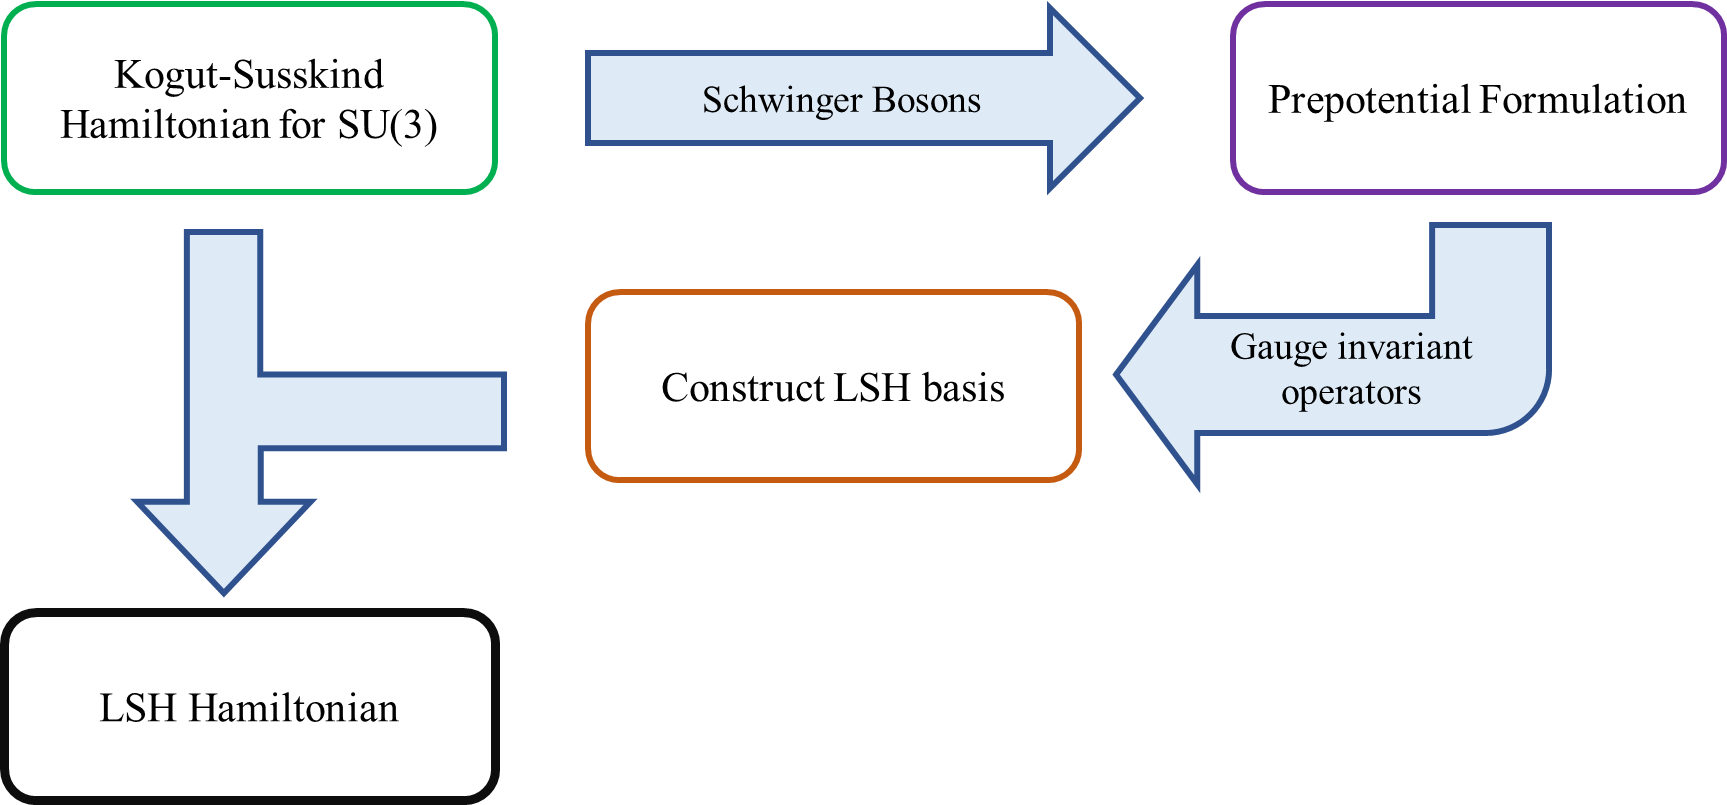 Kogut-Susskind
Hamiltonian for SU(3)
Schwinger Bosons
Prepotential Formulation
Gauge invariant
operators
Construct LSH basis
LSH Hamiltonian